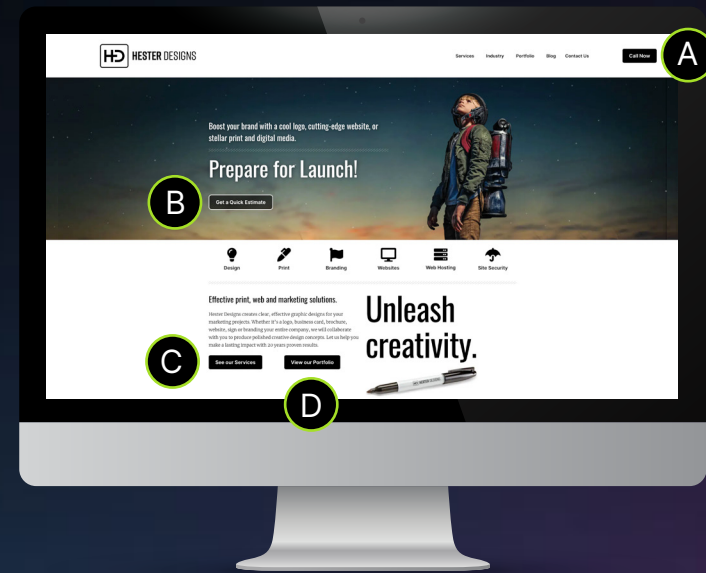 HD HESTER DESIGNS
Services Industry Portfolio Blog Contact Us Call Now
A
Boost your brand with a cool logo, cutting-edge website, or
stellar print and digital media.
Prepare for Launch!
B
Get a Quick Estimate
Design Print Branding Websites Web Hosting Site Security
Effective print, web and marketing solutions.
Hester Designs creates clear, effective graphic designs for your
marketing projects. Whether it's a logo, business card, brochure,
website, sign or branding your entire company, we will collaborate
with you to produce polished creative design concepts. Let us help you
make a lasting impact with 20 years proven results.
C
See our Services View our Portfolio
D
Unleash
creativity.
HD HESTER DESIGNS